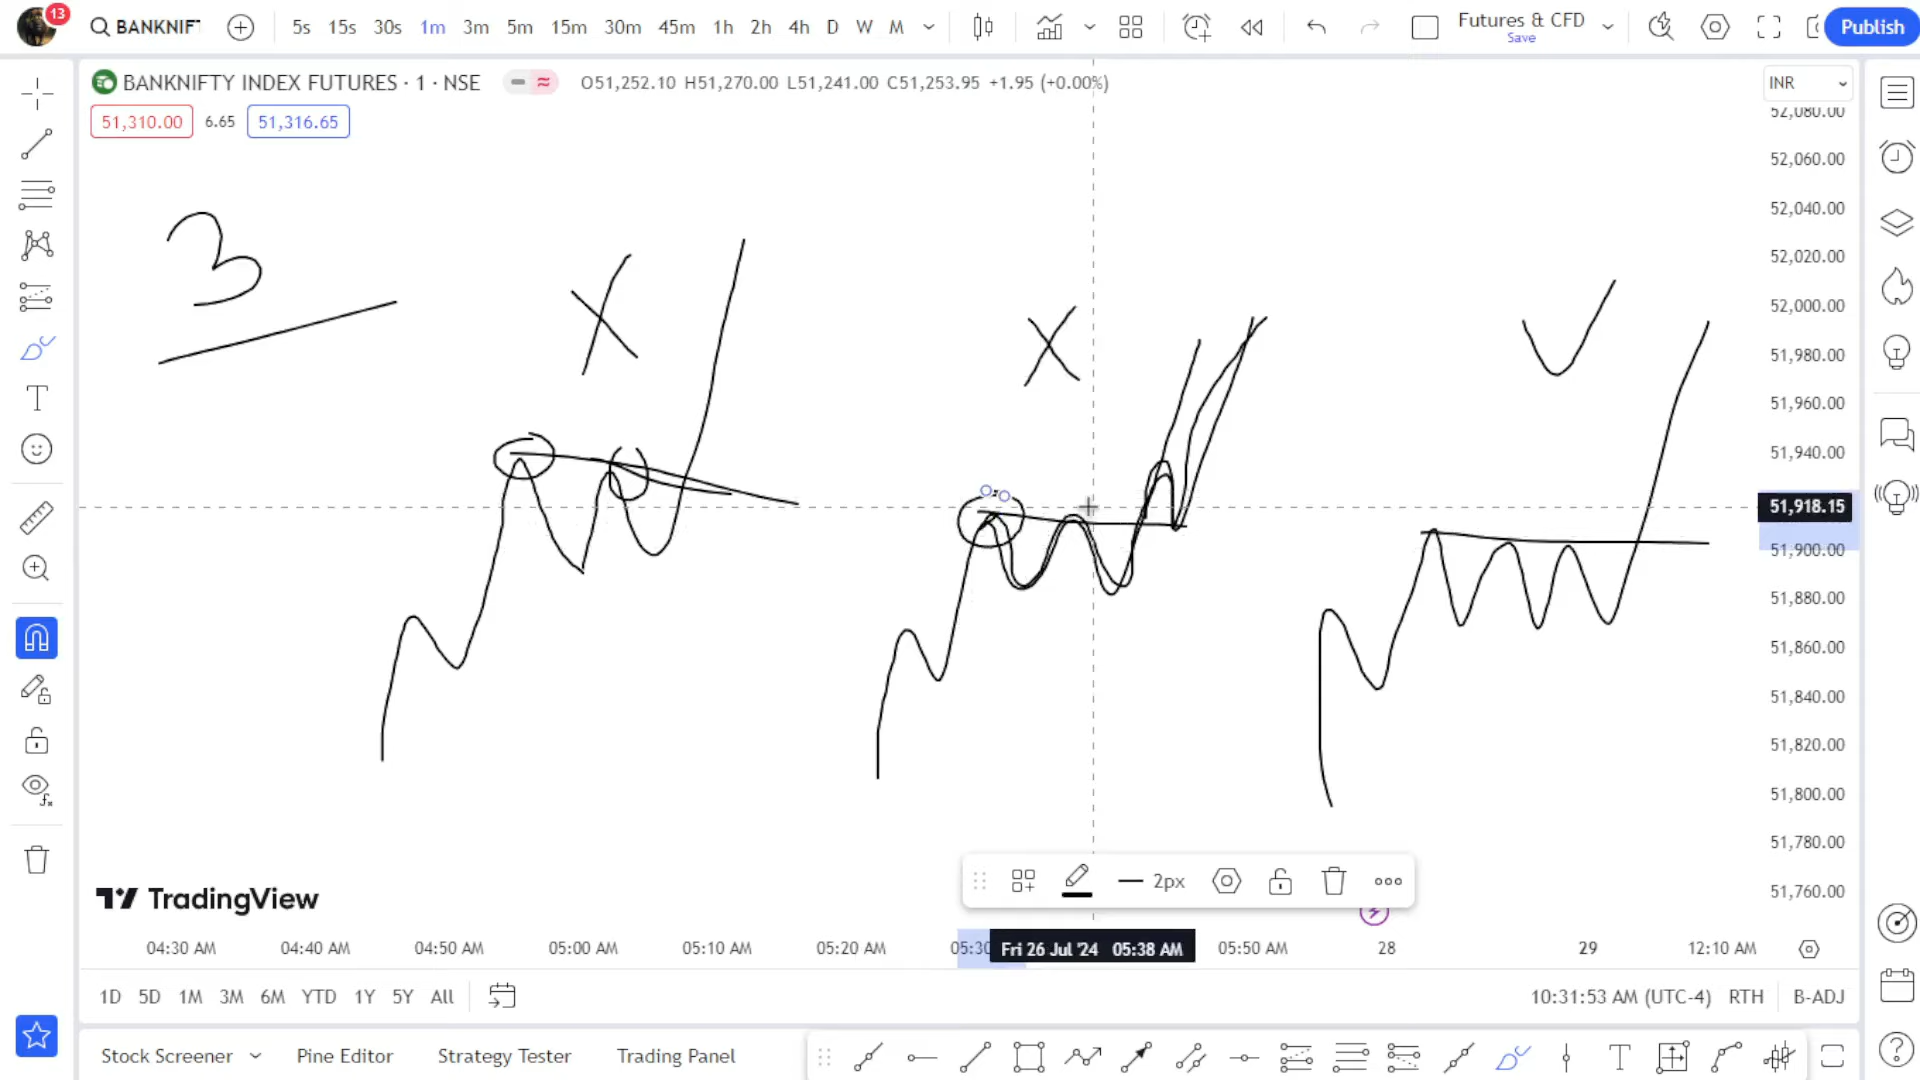 13
BANKNIF
5s 15s 30s 1m 3m 5m 15m 30m 45m 1h 2h 4h D W M
Futures & CFD
Save
Publish
BANKNIFTY INDEX FUTURES · 1 · NSE
O51,252.10 H51,270.00 L51,241.00 C51,253.95 +1.95 (+0.00%)
INR
51,310.00 6.65 51,316.65
52,080.00
52,060.00
52,040.00
52,020.00
52,000.00
51,980.00
51,960.00
51,940.00
51,918.15
51,900.00
51,880.00
51,860.00
51,840.00
51,820.00
51,800.00
51,780.00
51,760.00
3
2px
TradingView
04:30 AM 04:40 AM 04:50 AM 05:00 AM 05:10 AM 05:20 AM 05:30 Fri 26 Jul '24 05:38 AM 05:50 AM 28 29 12:10 AM
1D 5D 1M 3M 6M YTD 1Y 5Y All
10:31:53 AM (UTC-4) RTH B-ADJ
Stock Screener Pine Editor Strategy Tester Trading Panel